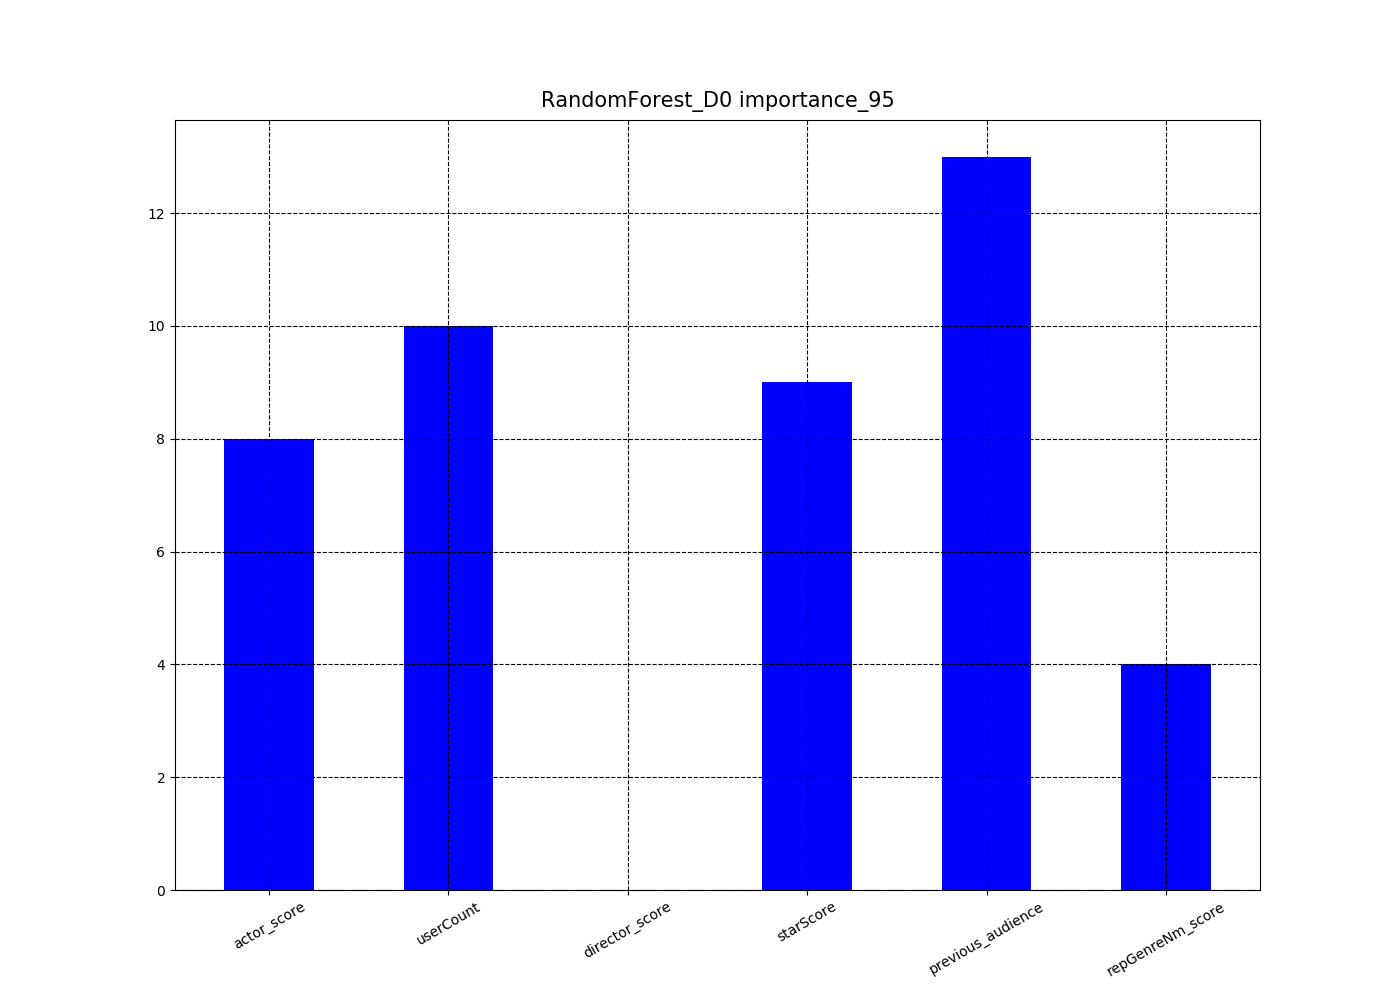 RandomForest_D0 importance_95
12
10
8
6
4
2
0
actor_score
userCount
director_score
starScore
previous_audience
repGenreNm_score